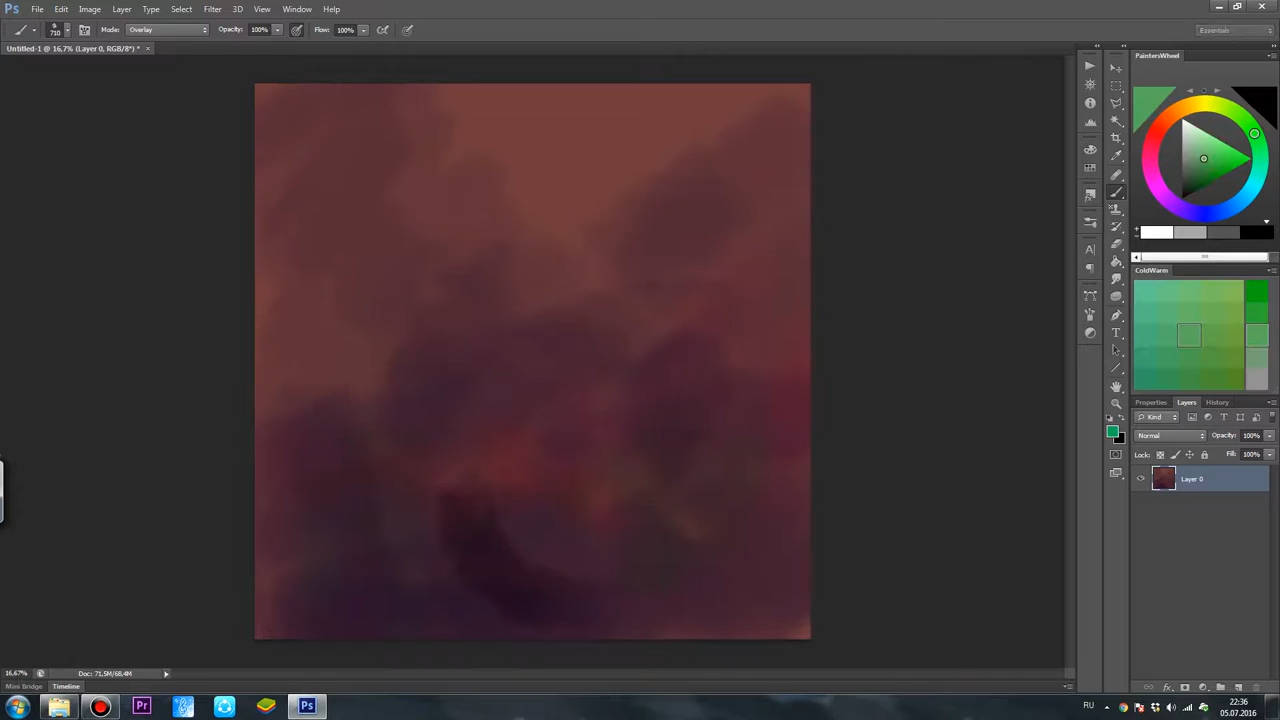 Ps File Edit Image Layer Type Select Filter 3D View Window Help
710 Mode: Overlay Opacity: 100% Flow: 100% Essentials
Untitled-1 @ 16,7% (Layer 0, RGB/8*) * ×
PaintersWheel
ColdWarm
Properties Layers History
Kind
Normal Opacity: 100%
Lock: Fill: 100%
Layer 0
16,67% Doc: 71,5M/68,4M
Mini Bridge Timeline
Pr Ps RU 22:36
05.07.2016